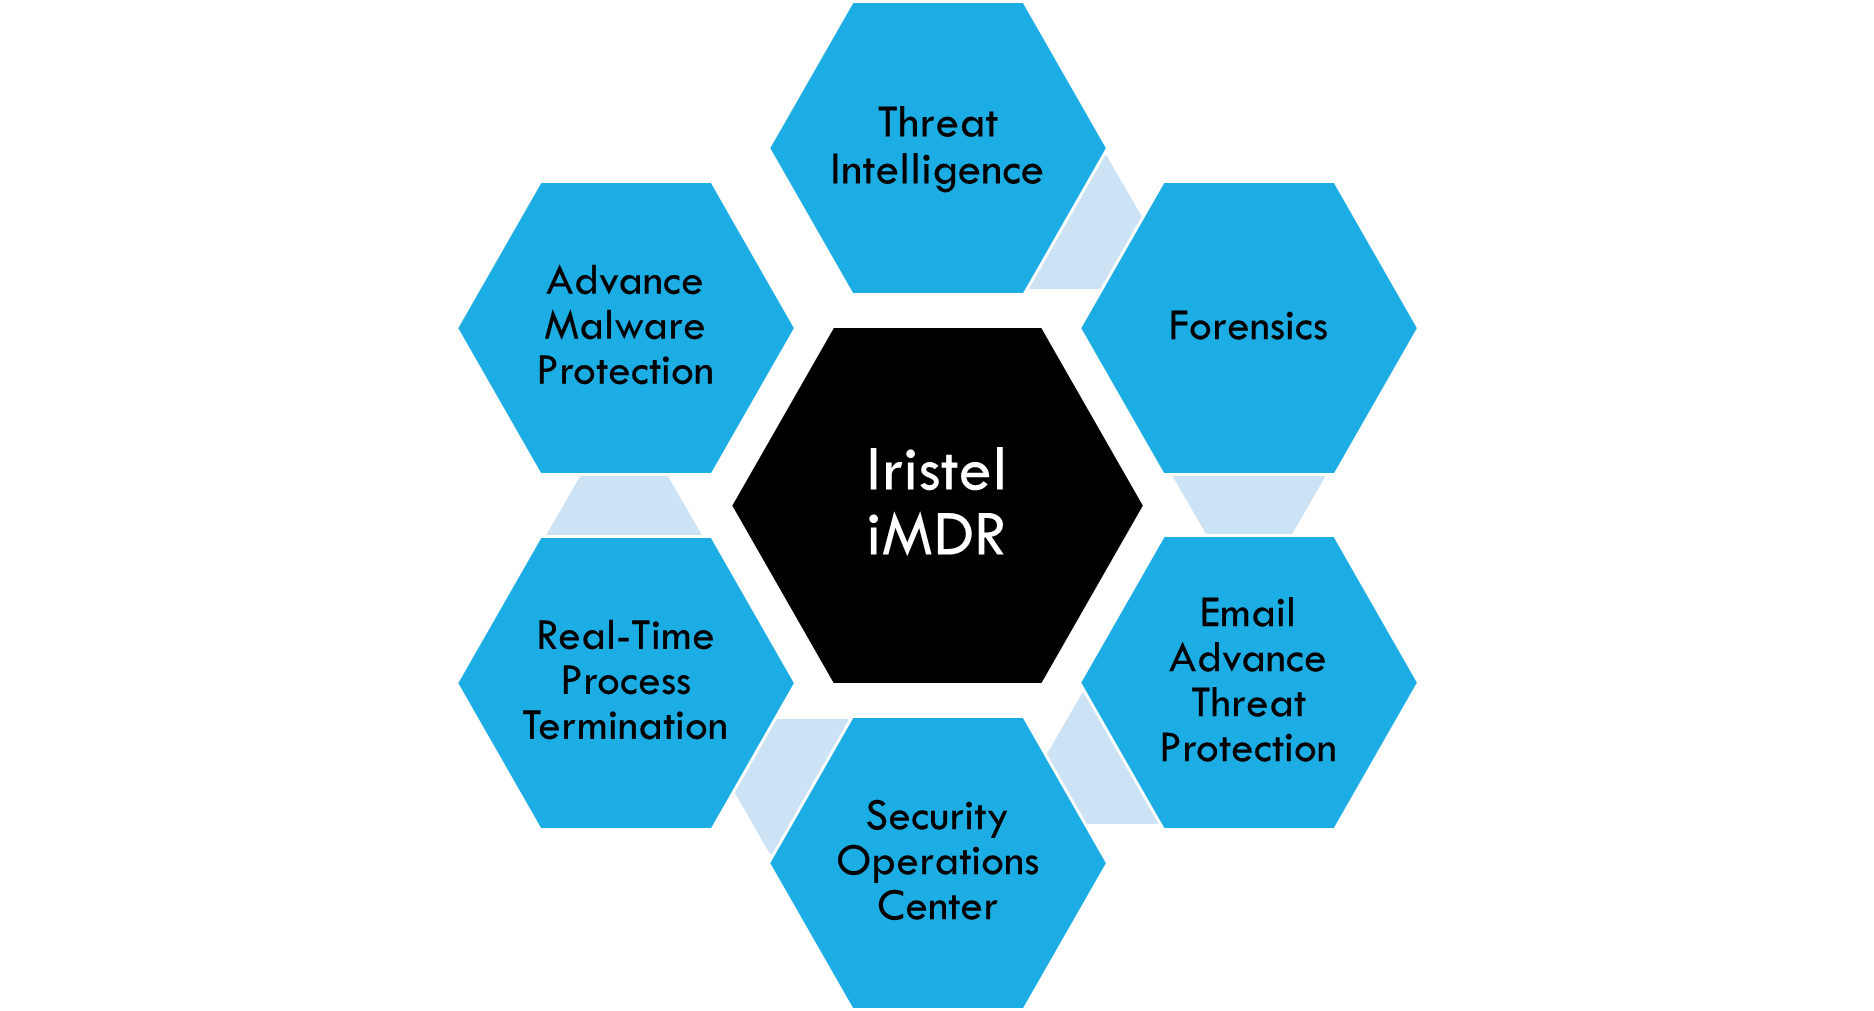 Threat
Intelligence
Forensics
Email
Advance
Threat
Protection
Security
Operations
Center
Real-Time
Process
Termination
Advance
Malware
Protection
Iristel
iMDR